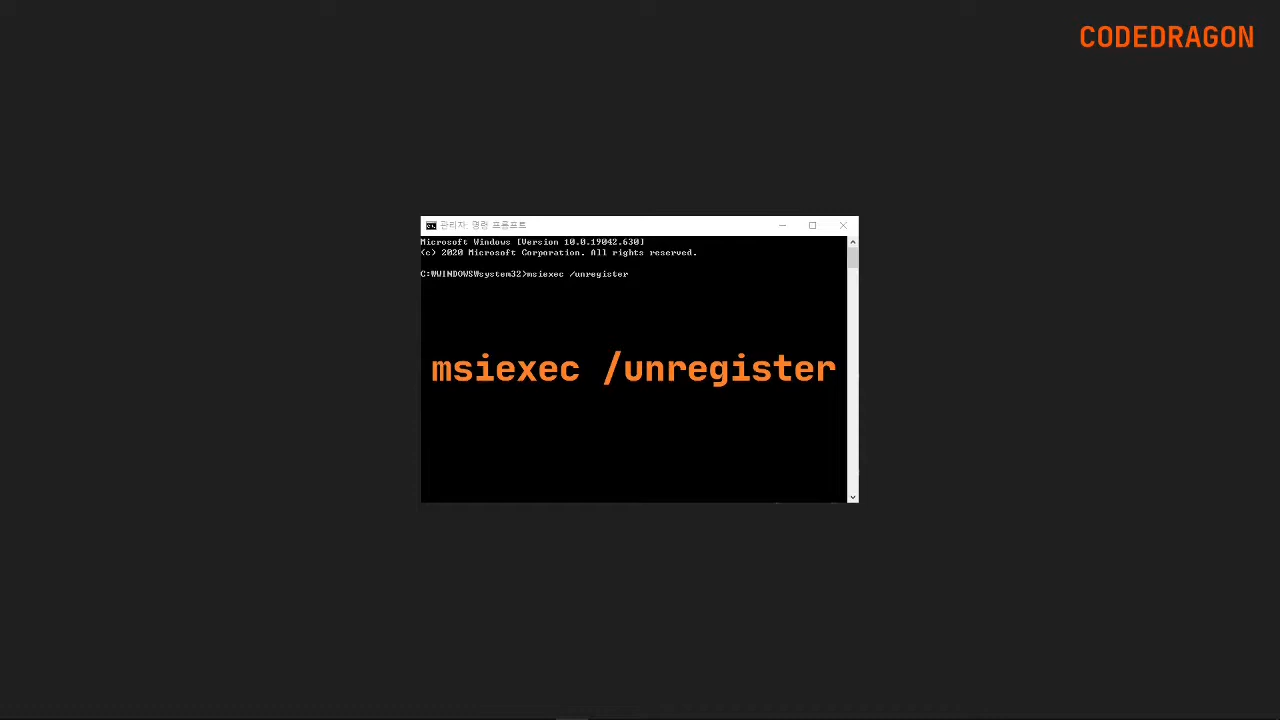 CODEDRAGON
관리자: 명령 프롬프트
Microsoft Windows [Version 10.0.19042.630]
(c) 2020 Microsoft Corporation. All rights reserved.
C:₩WINDOWS₩system32>msiexec /unregister
msiexec /unregister